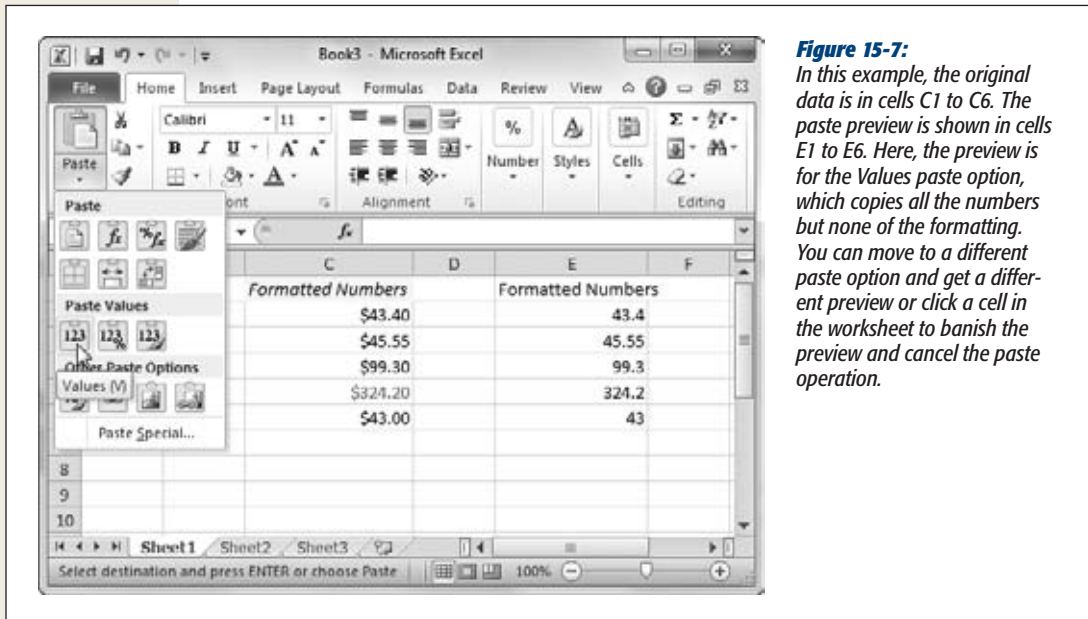 Book3 - Microsoft Excel
File Home Insert Page Layout Formulas Data Review View
Calibri 11
Paste
B I U A A A
% Number
Styles
Cells
Σ
ont Alignment Editing
Paste
fx %fx
fx
C D E F
Formatted Numbers Formatted Numbers
$43.40 43.4
$45.55 45.55
$99.30 99.3
$324.20 324.2
$43.00 43
Paste Values
123 123 123
Other Paste Options
Values (V)
Paste Special...
8
9
10
Sheet1 Sheet2 Sheet3
Select destination and press ENTER or choose Paste 100%
Figure 15-7:
In this example, the original
data is in cells C1 to C6. The
paste preview is shown in cells
E1 to E6. Here, the preview is
for the Values paste option,
which copies all the numbers
but none of the formatting.
You can move to a different
paste option and get a differ-
ent preview or click a cell in
the worksheet to banish the
preview and cancel the paste
operation.